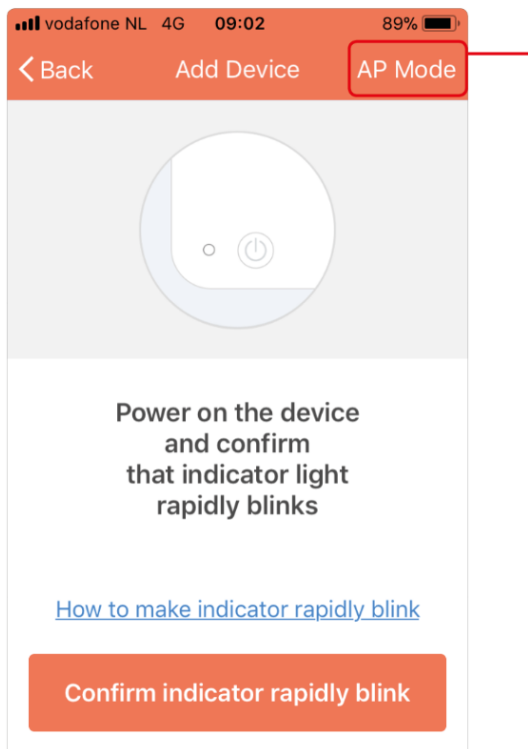 vodafone NL 4G 09:02 89%
Back Add Device AP Mode
Power on the device
and confirm
that indicator light
rapidly blinks
How to make indicator rapidly blink
Confirm indicator rapidly blink